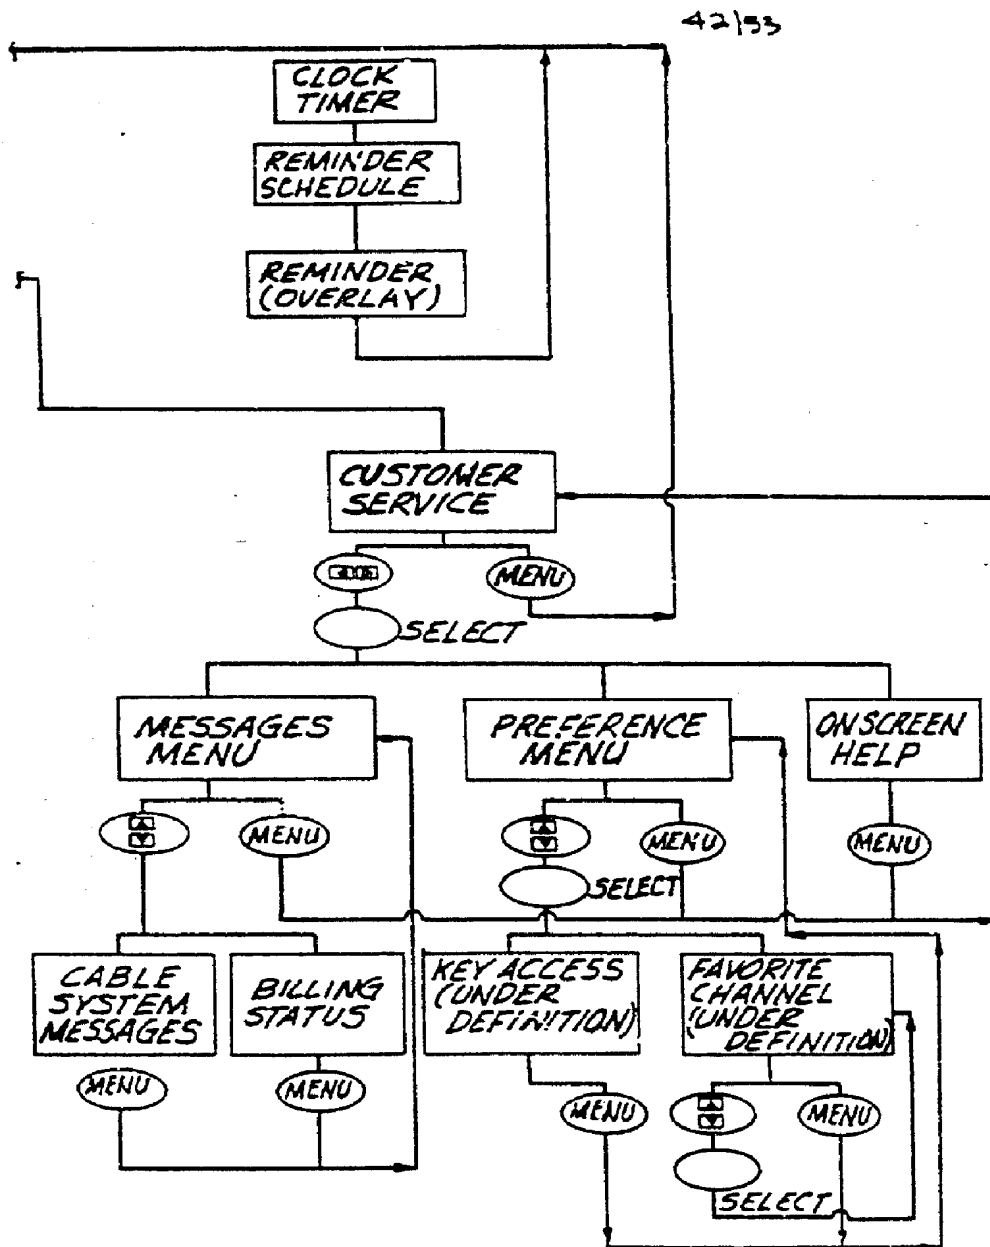 42/53
CLOCK
TIMER
REMINDER
SCHEDULE
REMINDER
(OVERLAY)
CUSTOMER
SERVICE
MENU
SELECT
MESSAGES
MENU
PREFERENCE
MENU
ON SCREEN
HELP
MENU
MENU
MENU
SELECT
CABLE
SYSTEM
MESSAGES
BILLING
STATUS
KEY ACCESS
(UNDER
DEFINITION)
FAVORITE
CHANNEL
(UNDER
DEFINITION)
MENU
MENU
MENU
MENU
SELECT